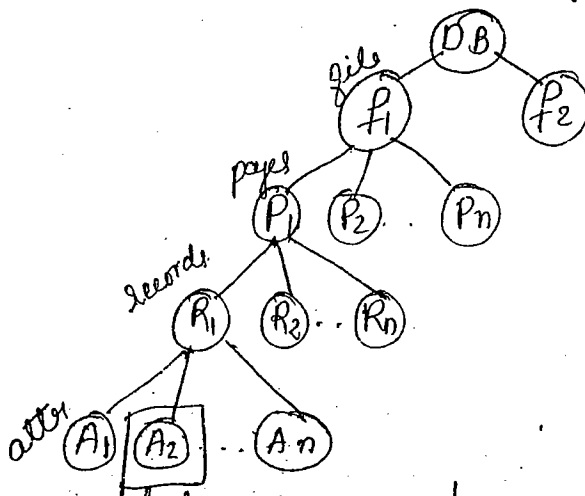 DB
file
f1 f2
pages
P1 P2 . . Pn
records
R1 R2 . . Rn
attr
A1 A2 . . An